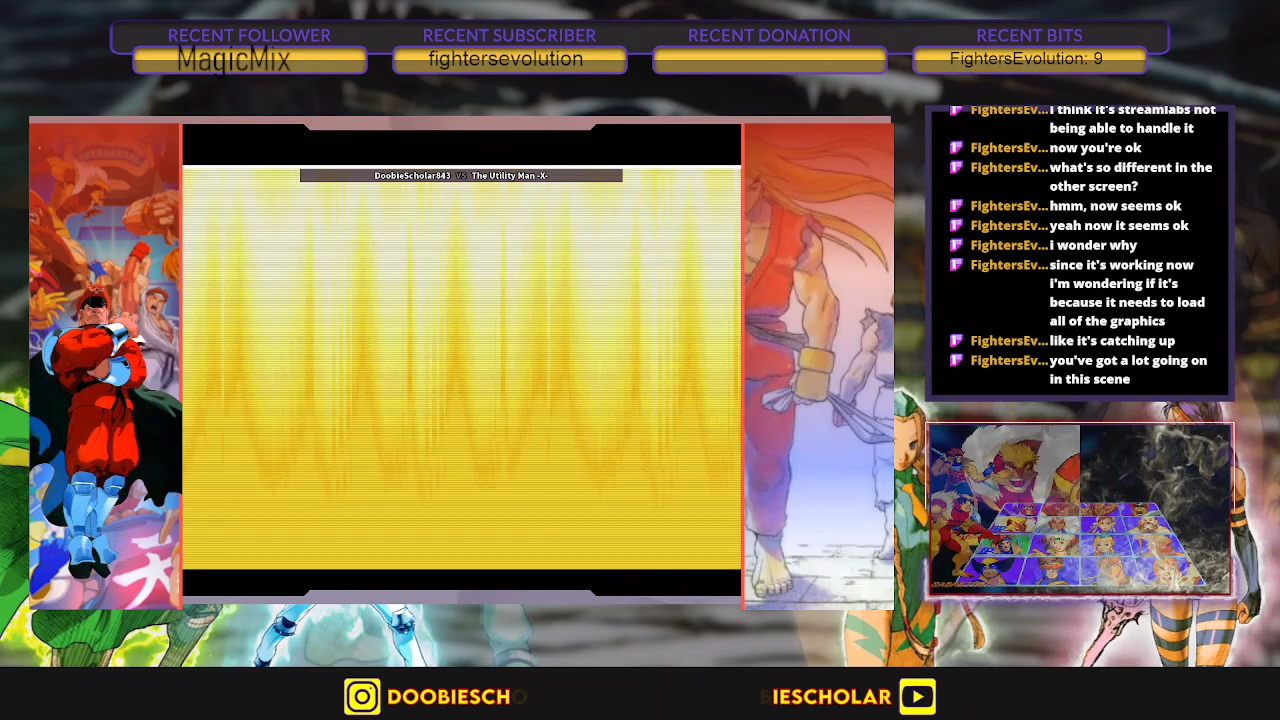 RECENT FOLLOWER
RECENT SUBSCRIBER
RECENT DONATION
RECENT BITS
MagicMix
fightersevolution
FightersEvolution: 9
DoobieScholar843 VS The Utility Man -X-
FightersEv... I think it's streamlabs not
being able to handle it
FightersEv... now you're ok
FightersEv... what's so different in the
other screen?
FightersEv... hmm, now seems ok
FightersEv... yeah now it seems ok
FightersEv... i wonder why
FightersEv... since it's working now
I'm wondering if it's
because it needs to load
all of the graphics
FightersEv... like it's catching up
FightersEv... you've got a lot going on
in this scene
天
DOOBIESCHO
BIESCHOLAR